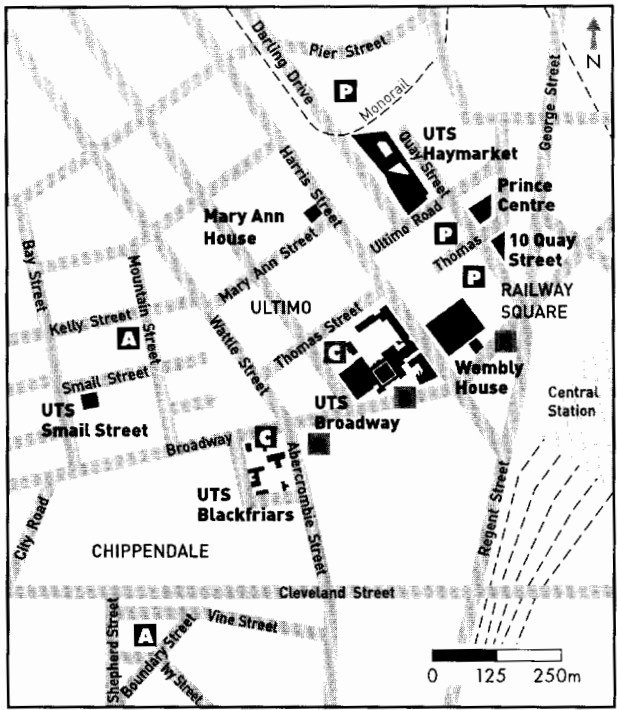 Darling Drive
Pier Street
P
Monorail
N
George Street
UTS
Haymarket
Quay Street
Harris Street
Prince
Centre
Mary Ann
House
Ultimo Road
P
Thomas
10 Quay
Street
Bay Street
Mountain Street
Mary Ann Street
P
RAILWAY
SQUARE
ULTIMO
Kelly Street
A
Wattle Street
Thomas Street
C
Wembly
House
Smail Street
UTS
Smail Street
Central
Station
UTS
Broadway
Broadway
C
Abercrombie Street
UTS
Blackfriars
City Road
Regent Street
CHIPPENDALE
Cleveland Street
Shepherd Street
A
Boundary Street
Vine Street
Ivy Street
0 125 250m